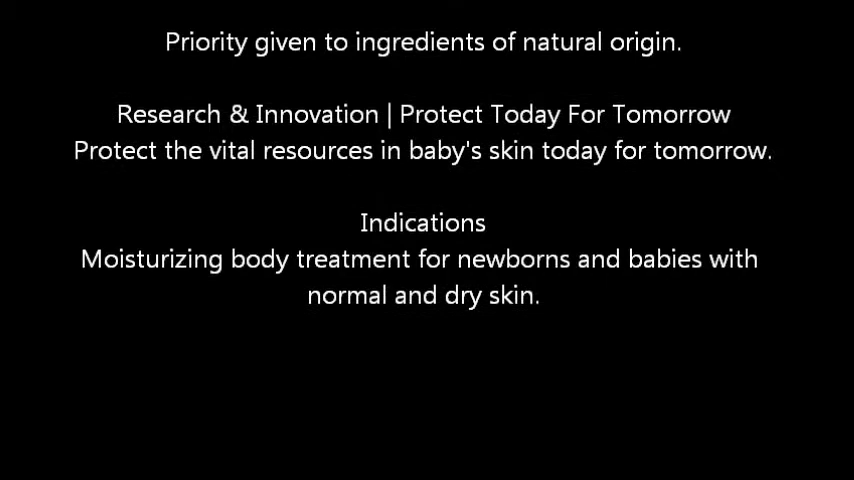 Priority given to ingredients of natural origin.
Research & Innovation | Protect Today For Tomorrow
Protect the vital resources in baby's skin today for tomorrow.
Indications
Moisturizing body treatment for newborns and babies with
normal and dry skin.